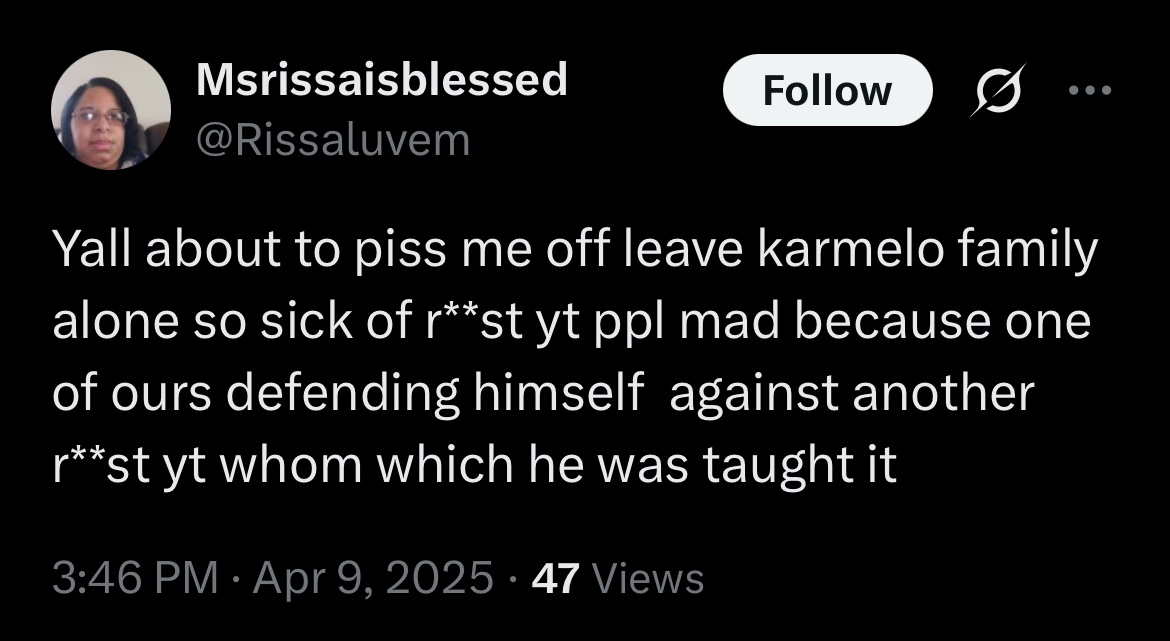 Msrissaisblessed
Follow
@Rissaluvem
Yall about to piss me off leave karmelo family
alone so sick of r**st yt ppl mad because one
of ours defending himself  against another
r**st yt whom which he was taught it
3:46 PM · Apr 9, 2025 · 47 Views